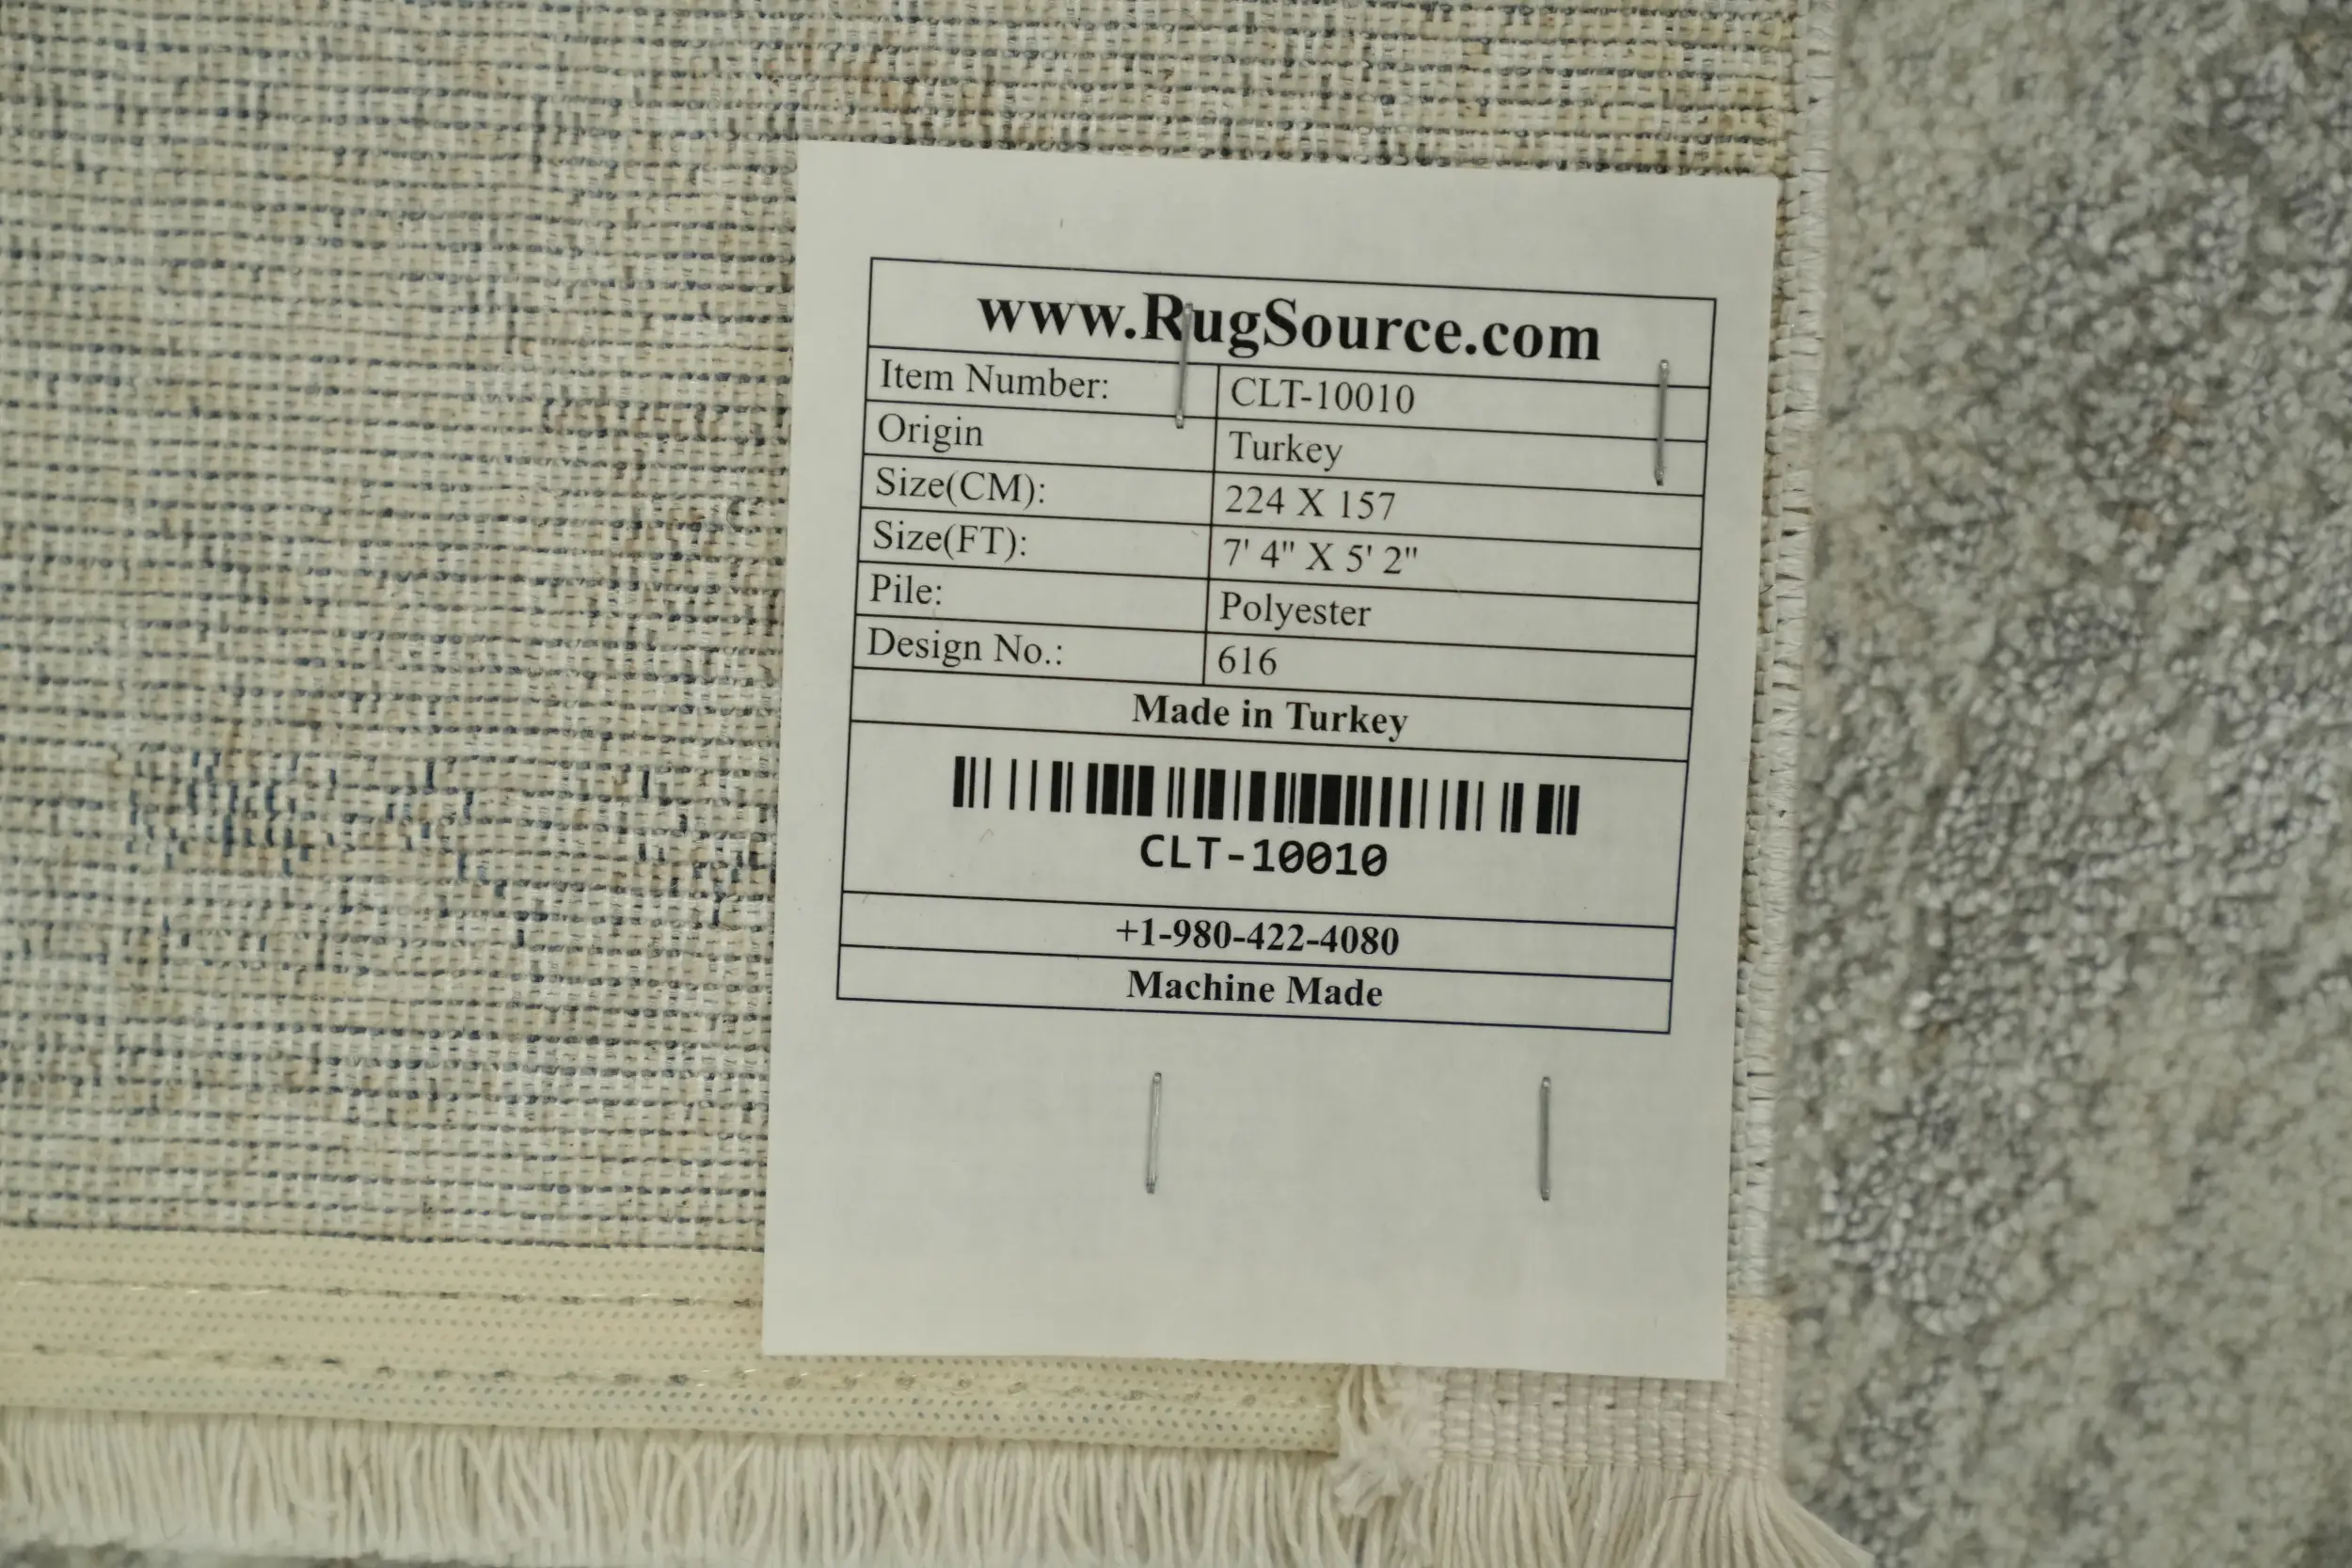 www.RugSource.com
Item Number: CLT-10010
Origin Turkey
Size(CM): 224 X 157
Size(FT): 7' 4" X 5' 2"
Pile: Polyester
Design No.: 616
Made in Turkey
CLT-10010
+1-980-422-4080
Machine Made